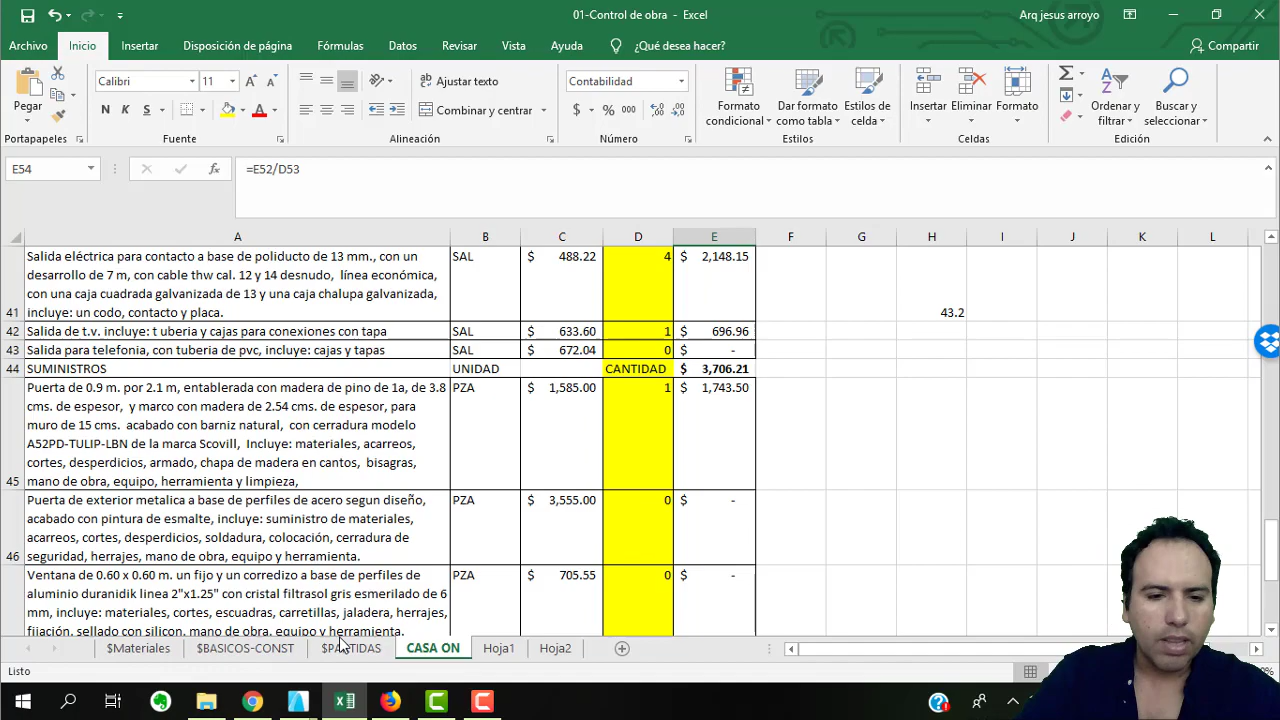 01-Control de obra - Excel
Arq jesus arroyo
Archivo Inicio Insertar Disposición de página Fórmulas Datos Revisar Vista Ayuda ¿Qué desea hacer? Compartir
Pegar
Calibri 11
N K S
Ajustar texto
Combinar y centrar
Contabilidad
$ % 000
Formato condicional
Dar formato como tabla
Estilos de celda
Insertar
Eliminar
Formato
Ordenar y filtrar
Buscar y seleccionar
Portapapeles Fuente Alineación Número Estilos Celdas Edición
E54 fx =E52/D53
A B C D E F G H I J K L
Salida eléctrica para contacto a base de poliducto de 13 mm., con un SAL $ 488.22 4 $ 2,148.15
desarrollo de 7 m, con cable thw cal. 12 y 14 desnudo, línea económica,
con una caja cuadrada galvanizada de 13 y una caja chalupa galvanizada,
41 incluye: un codo, contacto y placa. 43.2
42 Salida de t.v. incluye: t uberia y cajas para conexiones con tapa SAL $ 633.60 1 $ 696.96
43 Salida para telefonia, con tuberia de pvc, incluye: cajas y tapas SAL $ 672.04 0 $ -
44 SUMINISTROS UNIDAD CANTIDAD $ 3,706.21
Puerta de 0.9 m. por 2.1 m, entablerada con madera de pino de 1a, de 3.8 PZA $ 1,585.00 1 $ 1,743.50
cms. de espesor, y marco con madera de 2.54 cms. de espesor, para
muro de 15 cms. acabado con barniz natural, con cerradura modelo
A52PD-TULIP-LBN de la marca Scovill, Incluye: materiales, acarreos,
cortes, desperdicios, armado, chapa de madera en cantos, bisagras,
45 mano de obra, equipo, herramienta y limpieza,
Puerta de exterior metalica a base de perfiles de acero segun diseño, PZA $ 3,555.00 0 $ -
acabado con pintura de esmalte, incluye: suministro de materiales,
acarreos, cortes, desperdicios, soldadura, colocación, cerradura de
46 seguridad, herrajes, mano de obra, equipo y herramienta.
Ventana de 0.60 x 0.60 m. un fijo y un corredizo a base de perfiles de PZA $ 705.55 0 $ -
aluminio duranidik linea 2"x1.25" con cristal filtrasol gris esmerilado de 6
mm, incluye: materiales, cortes, escuadras, carretillas, jaladera, herrajes,
fijación, sellado con silicon, mano de obra, equipo y herramienta.
$Materiales $BASICOS-CONST $PARTIDAS CASA ON Hoja1 Hoja2
Listo